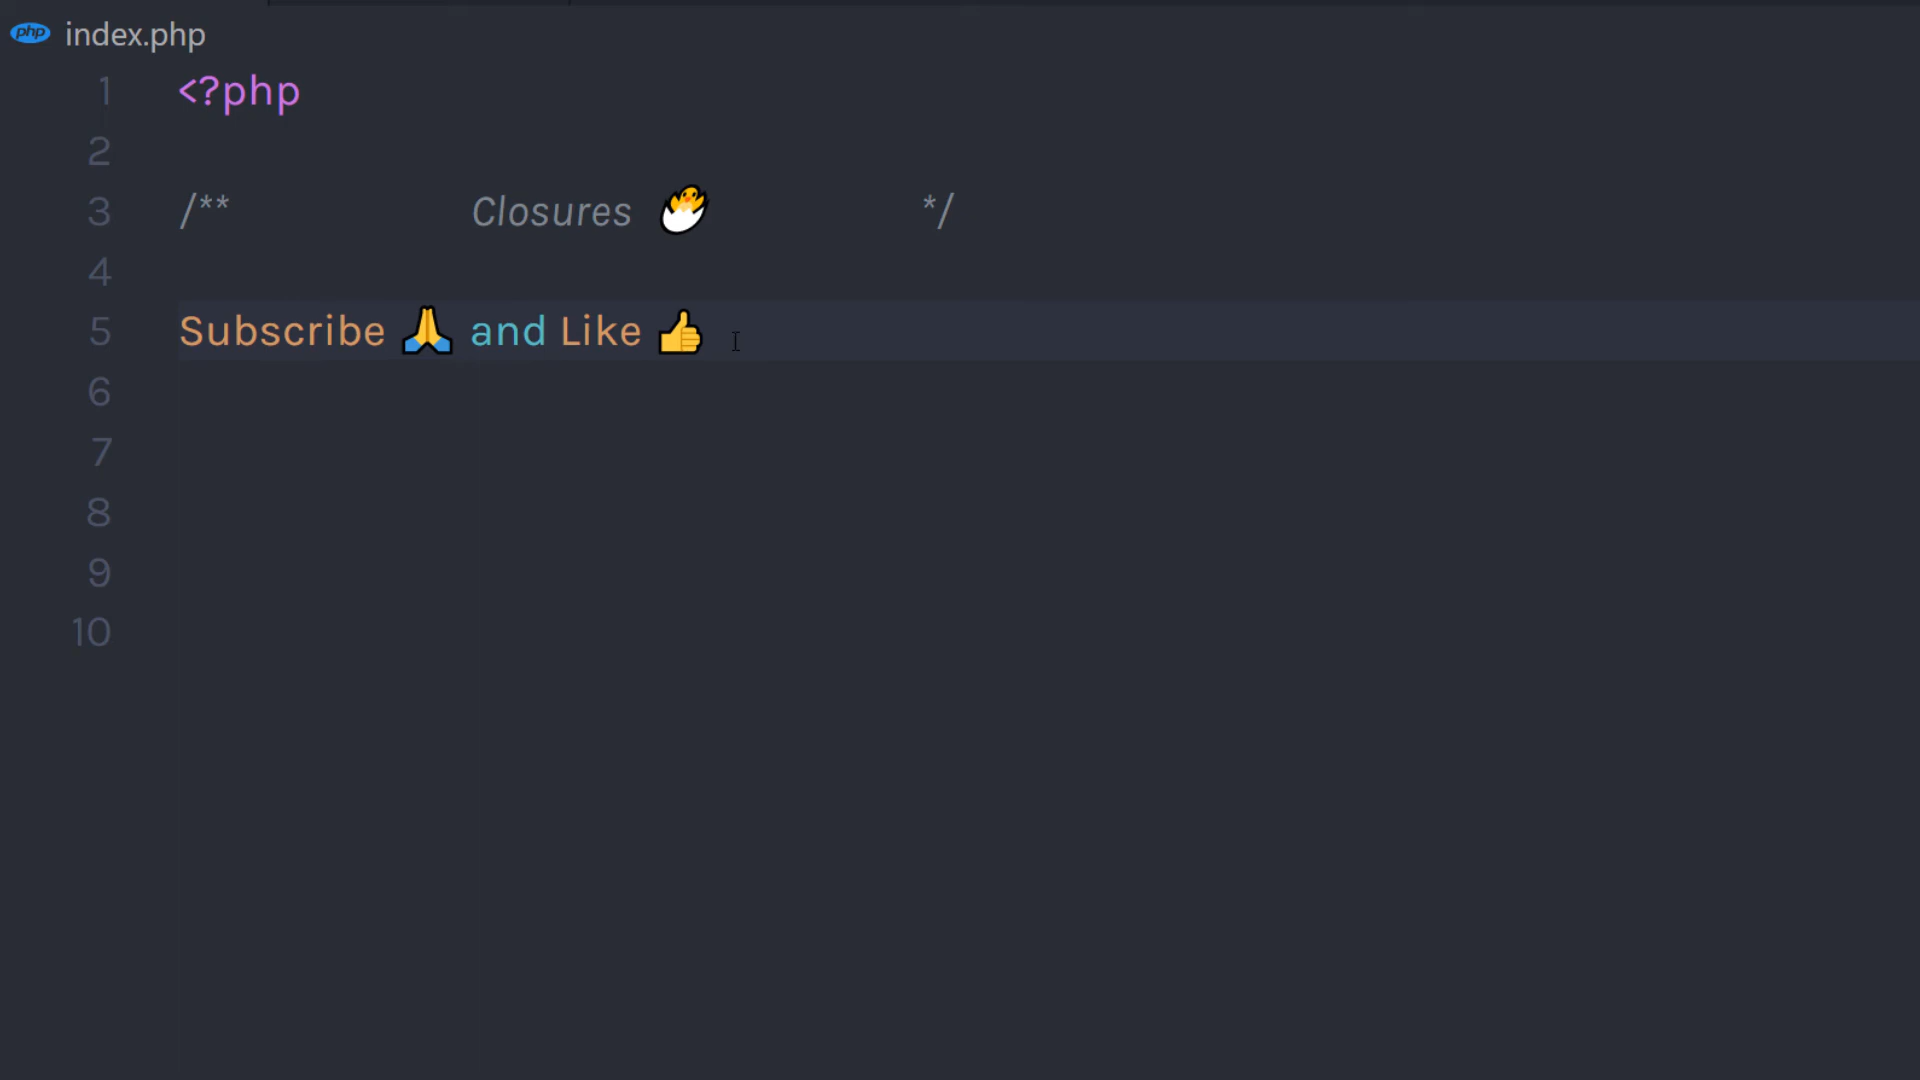 php index.php
1 <?php
2
3 /** Closures 🐣 */
4
5 Subscribe 🙏 and Like 👍
6
7
8
9
10